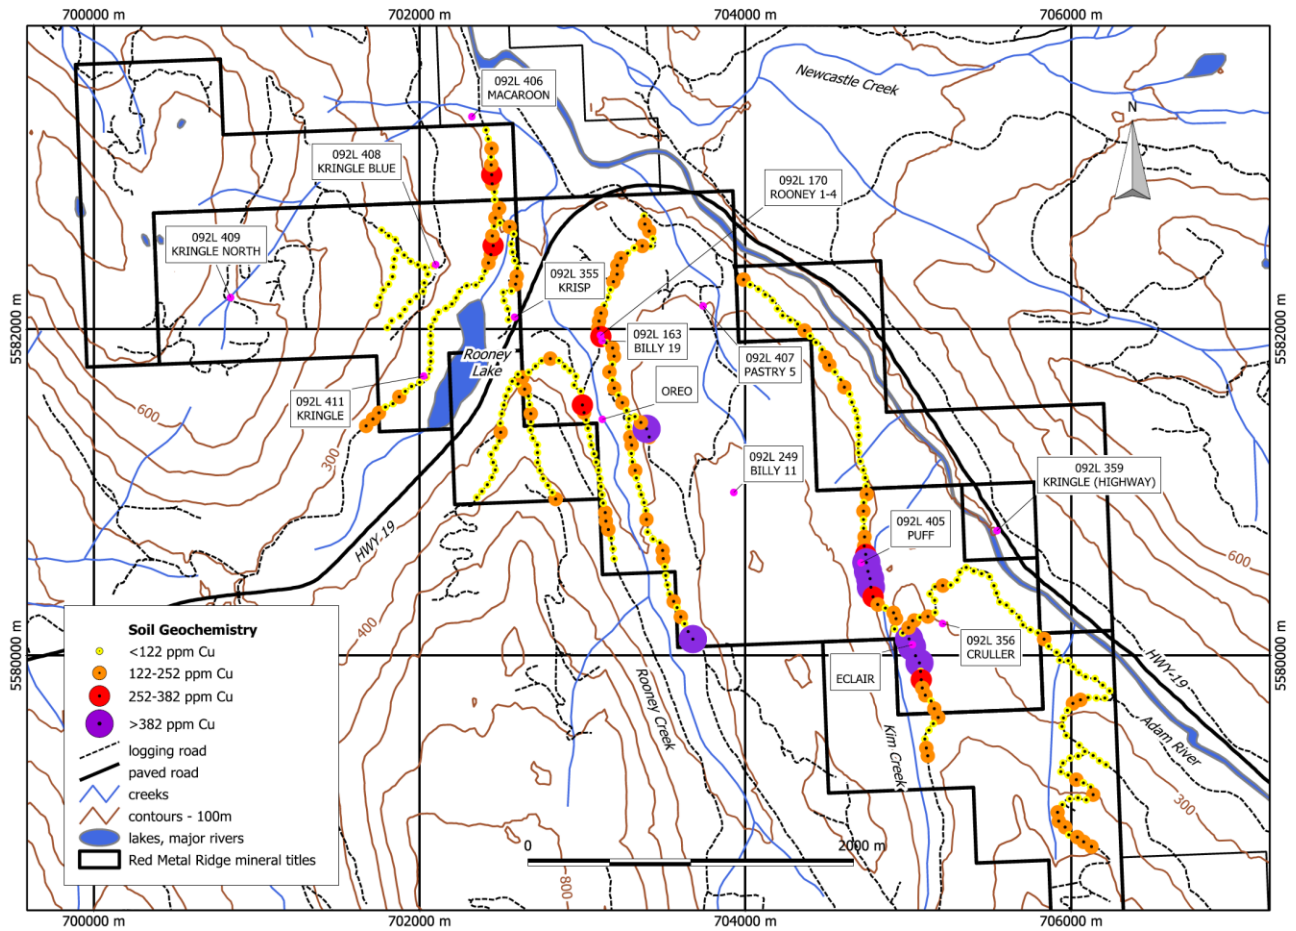 700000 m
702000 m
704000 m
706000 m
092L 406
MACAROON
Newcastle Creek
N
092L 408
KRINGLE BLUE
092L 170
ROONEY 1-4
092L 409
KRINGLE NORTH
092L 355
KRISP
5582000 m
5582000 m
092L 163
BILLY 19
Rooney
Lake
092L 407
PASTRY 5
OREO
092L 411
KRINGLE
600
300
092L 249
BILLY 11
092L 359
KRINGLE (HIGHWAY)
092L 405
PUFF
HWY-19
600
400
092L 356
CRULLER
5580000 m
5580000 m
ECLAIR
HWY-19
Rooney Creek
Kim Creek
Adam River
300
800
Soil Geochemistry
<122 ppm Cu
122-252 ppm Cu
252-382 ppm Cu
>382 ppm Cu
logging road
paved road
creeks
contours - 100m
lakes, major rivers
Red Metal Ridge mineral titles
0
2000 m
700000 m
702000 m
704000 m
706000 m